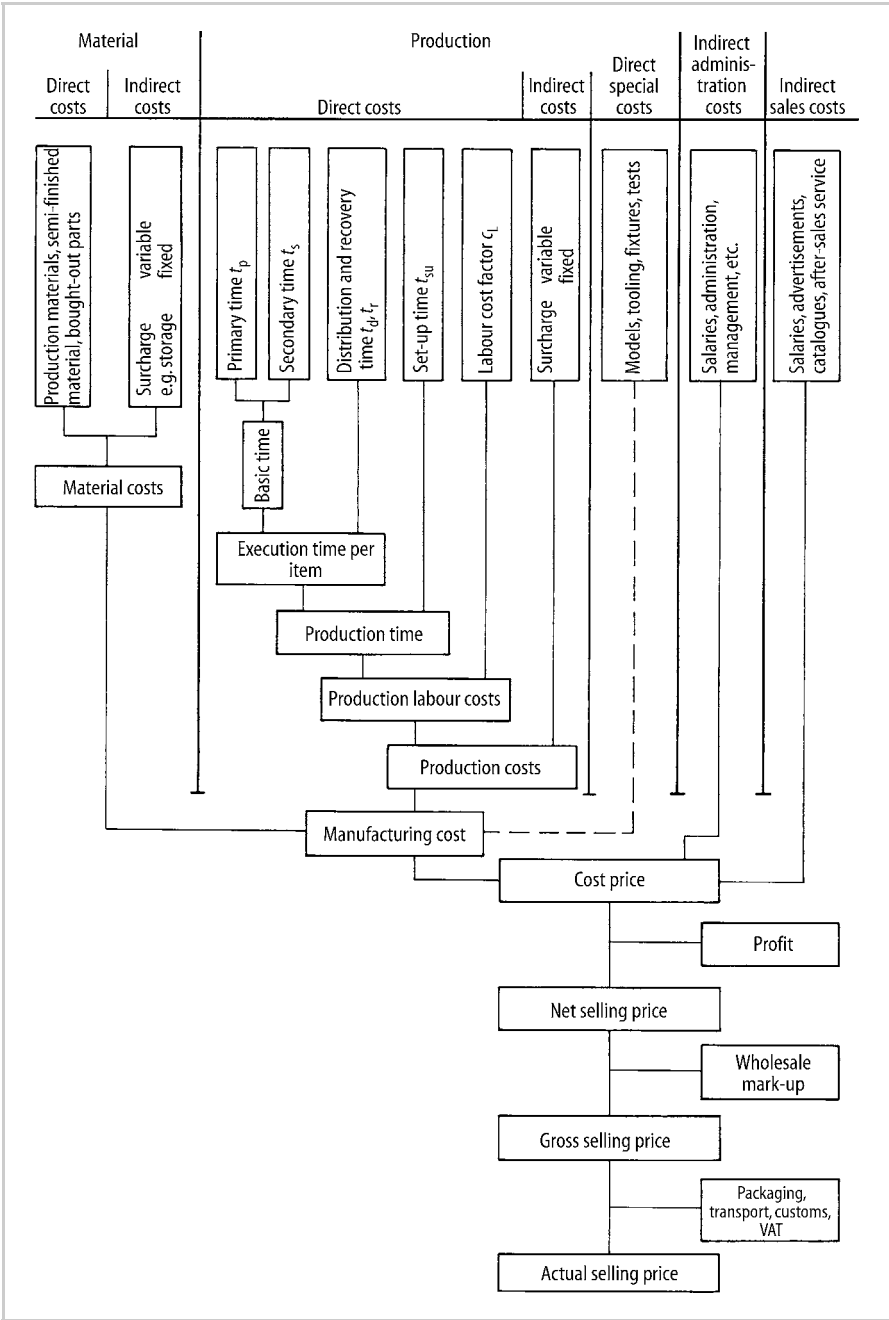 Material
Production
Indirect
adminis-
tration
costs
Direct
special
costs
Direct
costs
Indirect
costs
Direct costs
Indirect
costs
Indirect
sales costs
Production materials, semi-finished
material, bought-out parts
Surcharge variable
e.g. storage fixed
Primary time tp
Secondary time ts
Distribution and recovery
time tdr, tr
Set-up time tsu
Labour cost factor cL
Surcharge variable
fixed
Models, tooling, fixtures, tests
Salaries, administration,
management, etc.
Salaries, advertisements,
catalogues, after-sales service
Basic time
Material costs
Execution time per
item
Production time
Production labour costs
Production costs
Manufacturing cost
Cost price
Profit
Net selling price
Wholesale
mark-up
Gross selling price
Packaging,
transport, customs,
VAT
Actual selling price